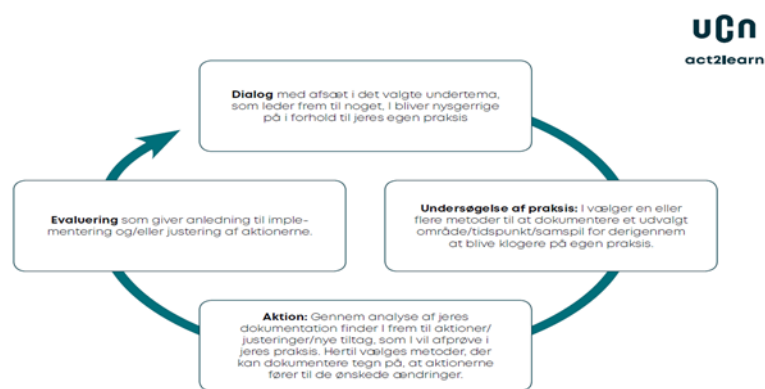 ucn
act2learn
Dialog med afsæt i det valgte undertema,
som leder frem til noget, I bliver nysgerrige
på i forhold til jeres egen praksis
Undersøgelse af praksis: I vælger en eller
flere metoder til at dokumentere et udvalgt
område/tidspunkt/samspil for derigennem
at blive klogere på egen praksis.
Aktion: Gennem analyse af jeres
dokumentation finder I frem til aktioner/
justeringer/nye tiltag, som I vil afprøve i
jeres praksis. Hertil vælges metoder, der
kan dokumentere tegn på, at aktionerne
fører til de ønskede ændringer.
Evaluering som giver anledning til imple-
mentering og/eller justering af aktionerne.